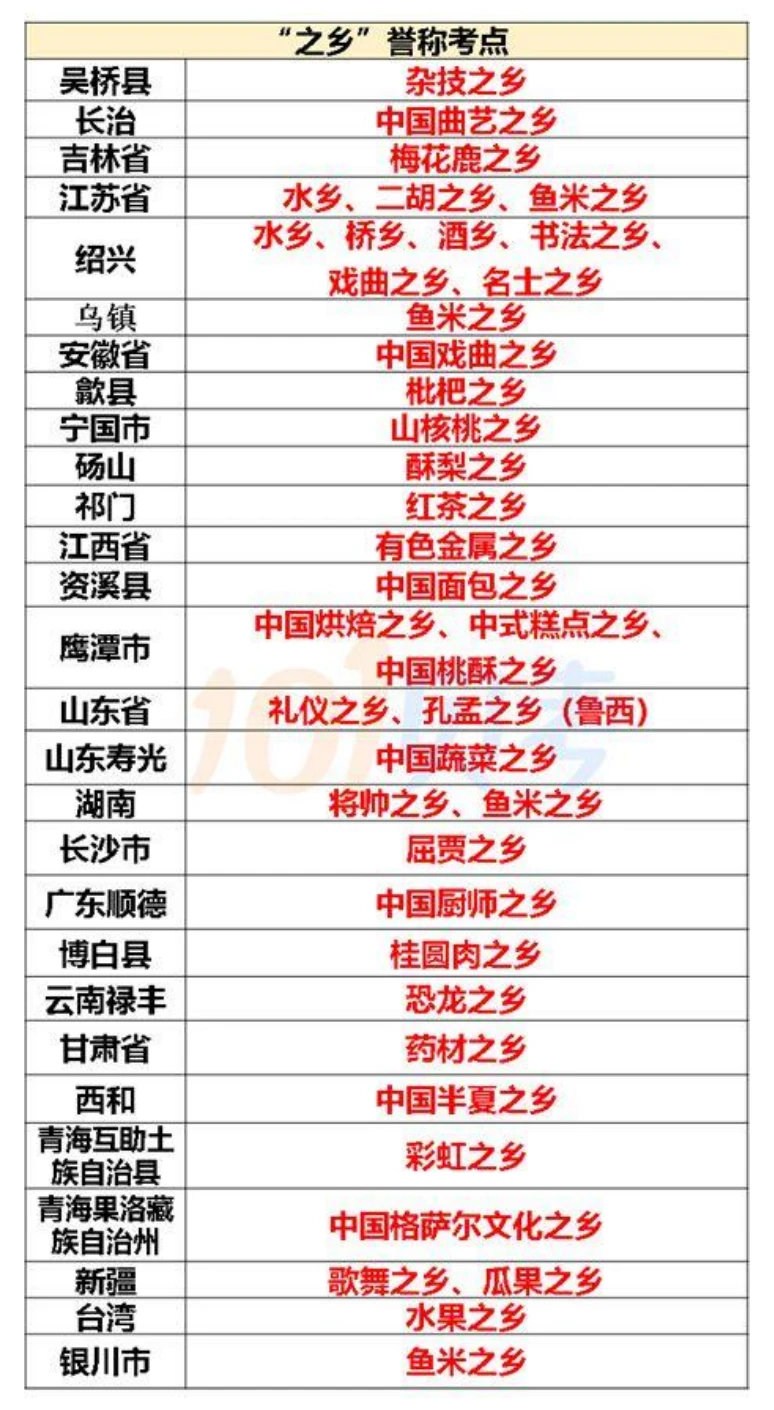 “之乡”誉称考点
吴桥县 杂技之乡
长治 中国曲艺之乡
吉林省 梅花鹿之乡
江苏省 水乡、二胡之乡、鱼米之乡
绍兴 水乡、桥乡、酒乡、书法之乡、
戏曲之乡、名士之乡
乌镇 鱼米之乡
安徽省 中国戏曲之乡
歙县 枇杷之乡
宁国市 山核桃之乡
砀山 酥梨之乡
祁门 红茶之乡
江西省 有色金属之乡
资溪县 中国面包之乡
鹰潭市 中国烘焙之乡、中式糕点之乡、
中国桃酥之乡
山东省 礼仪之乡、孔孟之乡（鲁西）
山东寿光 中国蔬菜之乡
湖南 将帅之乡、鱼米之乡
长沙市 屈贾之乡
广东顺德 中国厨师之乡
博白县 桂圆肉之乡
云南禄丰 恐龙之乡
甘肃省 药材之乡
西和 中国半夏之乡
青海互助土
族自治县 彩虹之乡
青海果洛藏
族自治州 中国格萨尔文化之乡
新疆 歌舞之乡、瓜果之乡
台湾 水果之乡
银川市 鱼米之乡